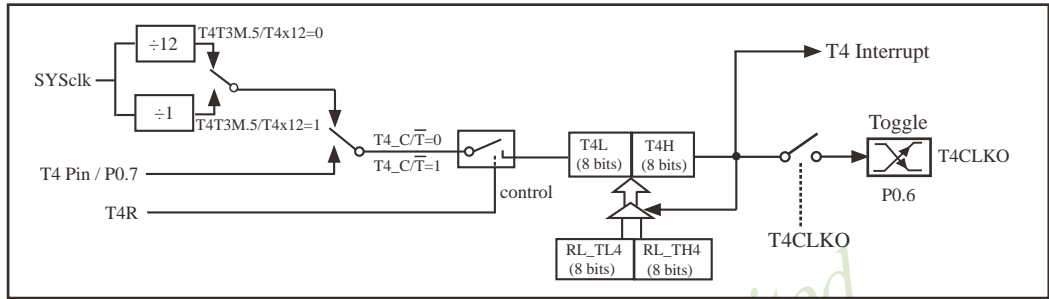 T4T3M.5/T4x12=0
÷12
SYSclk
÷1
T4T3M.5/T4x12=1
T4 Pin / P0.7
T4R
T4_C/T̅=0
T4_C/T̅=1
control
T4L
(8 bits)
T4H
(8 bits)
RL_TL4
(8 bits)
RL_TH4
(8 bits)
T4 Interrupt
Toggle
T4CLKO
P0.6
T4CLKO